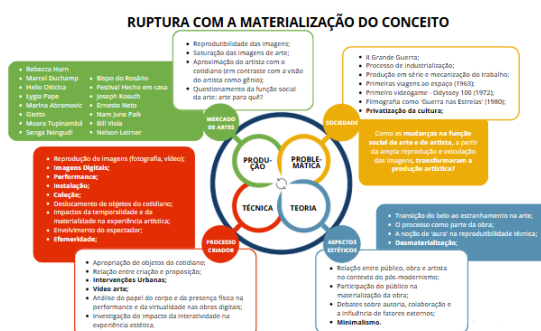 RUPTURA COM A MATERIALIZAÇÃO DO CONCEITO
Rebecca Hurn
Marcel Duchamp
Hélio Oiticica
Lygia Pape
Marina Abramovic
Giotto
Moara Tupinambá
Senga Nengudi
Bispo do Rosário
Festival Hecho em casa
Joseph Kosuth
Ernesto Neto
Nam June Paik
Bill Viola
Nelson Leirner
Reprodutibilidade das imagens;
Saturação das imagens de arte;
Aproximação do artista com o
cotidiano (em contraste com a visão
do artista como gênio);
Questionamento da função social
da arte: arte para quê?
II Grande Guerra;
Processo de industrialização;
Produção em série e mecanização do trabalho;
Primeiras viagens ao espaço (1963);
Primeiro videogame - Odyssey 100 (1972);
Filmografia como 'Guerra nas Estrelas' (1980);
Privatização da cultura;
MERCADO
DE ARTES
SOCIEDADE
Como as mudanças na função
social da arte e do artista, a partir
da ampla reprodução e veiculação
das imagens, transformaram a
produção artística?
PRODU-
ÇÃO
PROBLE-
MÁTICA
TÉCNICA
TEORIA
Reprodução de imagens (fotografia, vídeo);
Imagens Digitais;
Performance;
Instalação;
Coleção;
Deslocamento de objetos do cotidiano;
Impactos da temporalidade e da
materialidade na experiência artística;
Envolvimento do espectador;
Efemeridade;
PROCESSO
CRIADOR
ASPECTOS
ESTÉTICOS
Transição do belo ao estranhamento na arte;
O processo como parte da obra;
A noção de 'aura' na reprodutibilidade técnica;
Desmaterialização;
Apropriação de objetos do cotidiano;
Relação entre criação e proposição;
Intervenções Urbanas;
Vídeo arte;
Análise do papel do corpo e da presença física na
performance e da virtualidade nas obras digitais;
Investigação do impacto da interatividade na
experiência estética.
Relação entre público, obra e artista
no contexto do pós-modernismo;
Participação do público na
materialização da obra;
Debates sobre autoria, colaboração e
a influência de fatores externos;
Minimalismo.